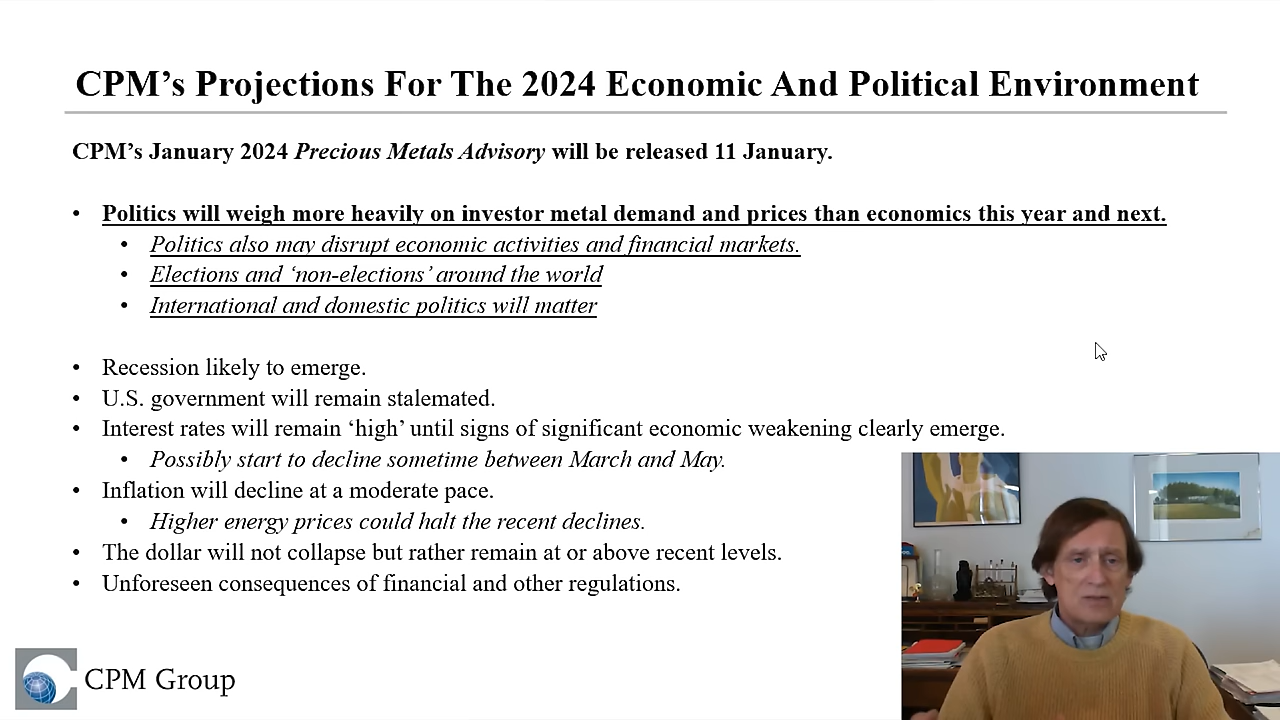 CPM’s Projections For The 2024 Economic And Political Environment
CPM’s January 2024 Precious Metals Advisory will be released 11 January.
• Politics will weigh more heavily on investor metal demand and prices than economics this year and next.
• Politics also may disrupt economic activities and financial markets.
• Elections and ‘non-elections’ around the world
• International and domestic politics will matter
• Recession likely to emerge.
• U.S. government will remain stalemated.
• Interest rates will remain ‘high’ until signs of significant economic weakening clearly emerge.
• Possibly start to decline sometime between March and May.
• Inflation will decline at a moderate pace.
• Higher energy prices could halt the recent declines.
• The dollar will not collapse but rather remain at or above recent levels.
• Unforeseen consequences of financial and other regulations.
CPM Group